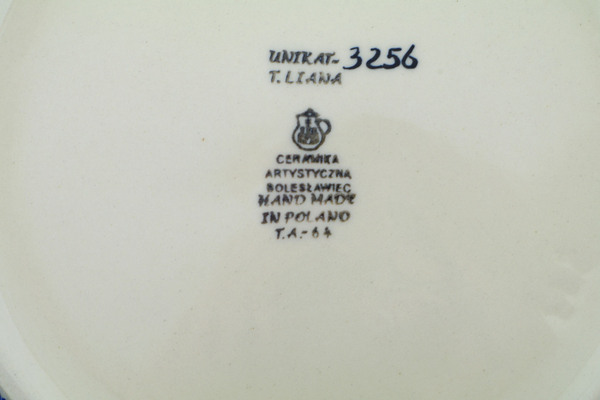 UNIKAT- 3256
T. LIANA
CERAMIKA
ARTYSTYCZNA
BOLESŁAWIEC
HAND MADE
IN POLAND
T.A.-64